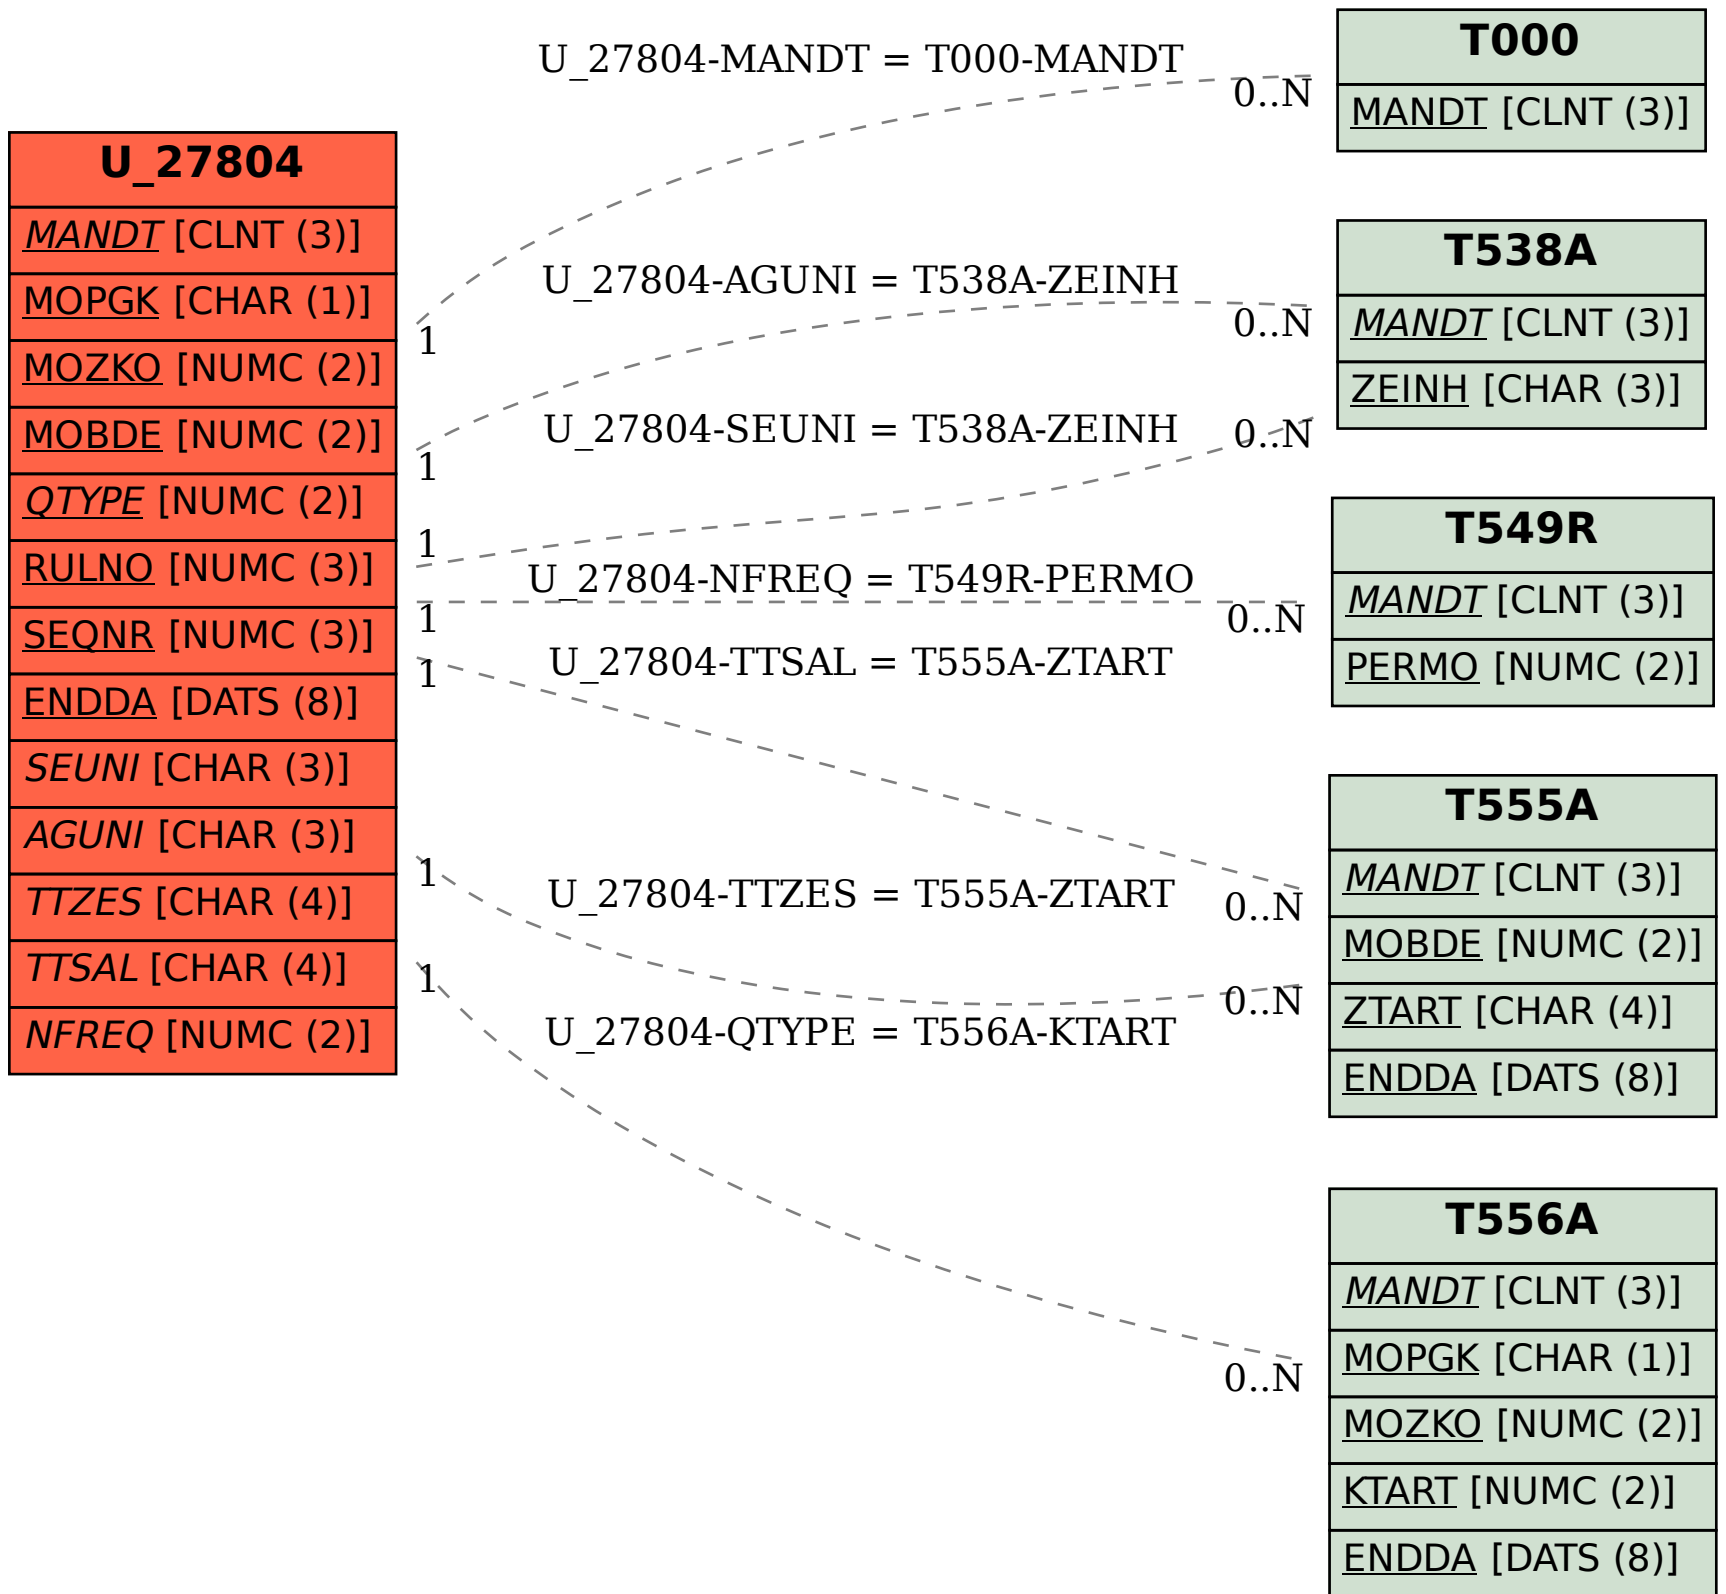 U_27804
MANDT [CLNT (3)]
MOPGK [CHAR (1)]
MOZKO [NUMC (2)]
MOBDE [NUMC (2)]
QTYPE [NUMC (2)]
RULNO [NUMC (3)]
SEQNR [NUMC (3)]
ENDDA [DATS (8)]
SEUNI [CHAR (3)]
AGUNI [CHAR (3)]
TTZES [CHAR (4)]
TTSAL [CHAR (4)]
NFREQ [NUMC (2)]
U_27804-MANDT = T000-MANDT
0..N
1
U_27804-AGUNI = T538A-ZEINH
0..N
1
U_27804-SEUNI = T538A-ZEINH
0..N
1
U_27804-NFREQ = T549R-PERMO
0..N
1
U_27804-TTSAL = T555A-ZTART
1
0..N
U_27804-TTZES = T555A-ZTART
1
0..N
U_27804-QTYPE = T556A-KTART
1
0..N
T000
MANDT [CLNT (3)]
T538A
MANDT [CLNT (3)]
ZEINH [CHAR (3)]
T549R
MANDT [CLNT (3)]
PERMO [NUMC (2)]
T555A
MANDT [CLNT (3)]
MOBDE [NUMC (2)]
ZTART [CHAR (4)]
ENDDA [DATS (8)]
T556A
MANDT [CLNT (3)]
MOPGK [CHAR (1)]
MOZKO [NUMC (2)]
KTART [NUMC (2)]
ENDDA [DATS (8)]